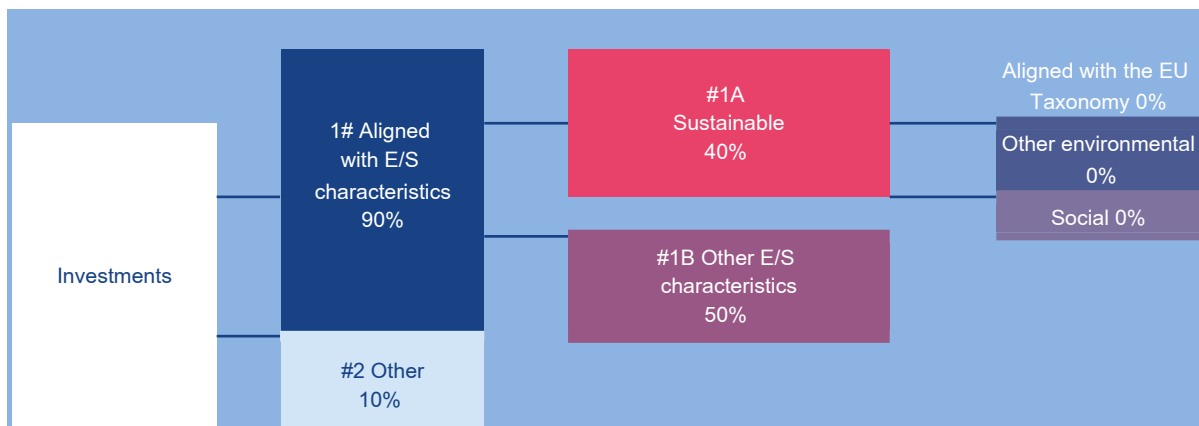 Investments
1# Aligned
with E/S
characteristics
90%
#2 Other
10%
#1A
Sustainable
40%
#1B Other E/S
characteristics
50%
Aligned with the EU
Taxonomy 0%
Other environmental
0%
Social 0%